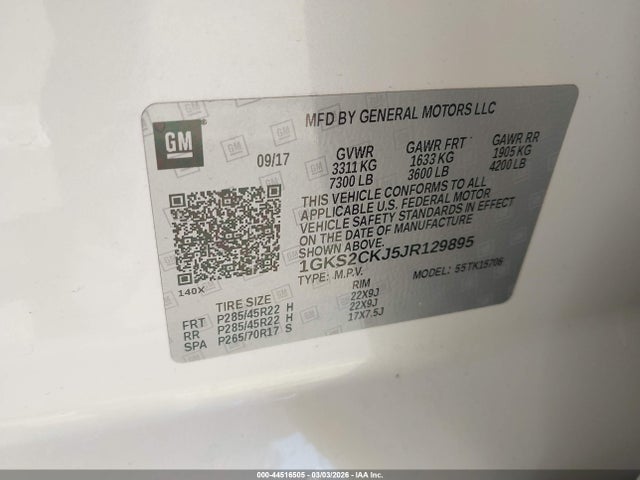 GM
MFD BY GENERAL MOTORS LLC
09/17
GVWR GAWR FRT GAWR RR
3311 KG 1633 KG 1905 KG
7300 LB 3600 LB 4200 LB
THIS VEHICLE CONFORMS TO ALL
APPLICABLE U.S. FEDERAL MOTOR
VEHICLE SAFETY STANDARDS IN EFFECT
ON THE DATE OF MANUFACTURE
SHOWN ABOVE.
1GKS2CKJ5JR129895
TYPE: M.P.V. MODEL: 55TK15706
140X
TIRE SIZE RIM
FRT P285/45R22 H 22X9J
RR P285/45R22 H 22X9J
SPA P265/70R17 S 17X7.5J
000-44516505 - 03/03/2026 - IAA Inc.